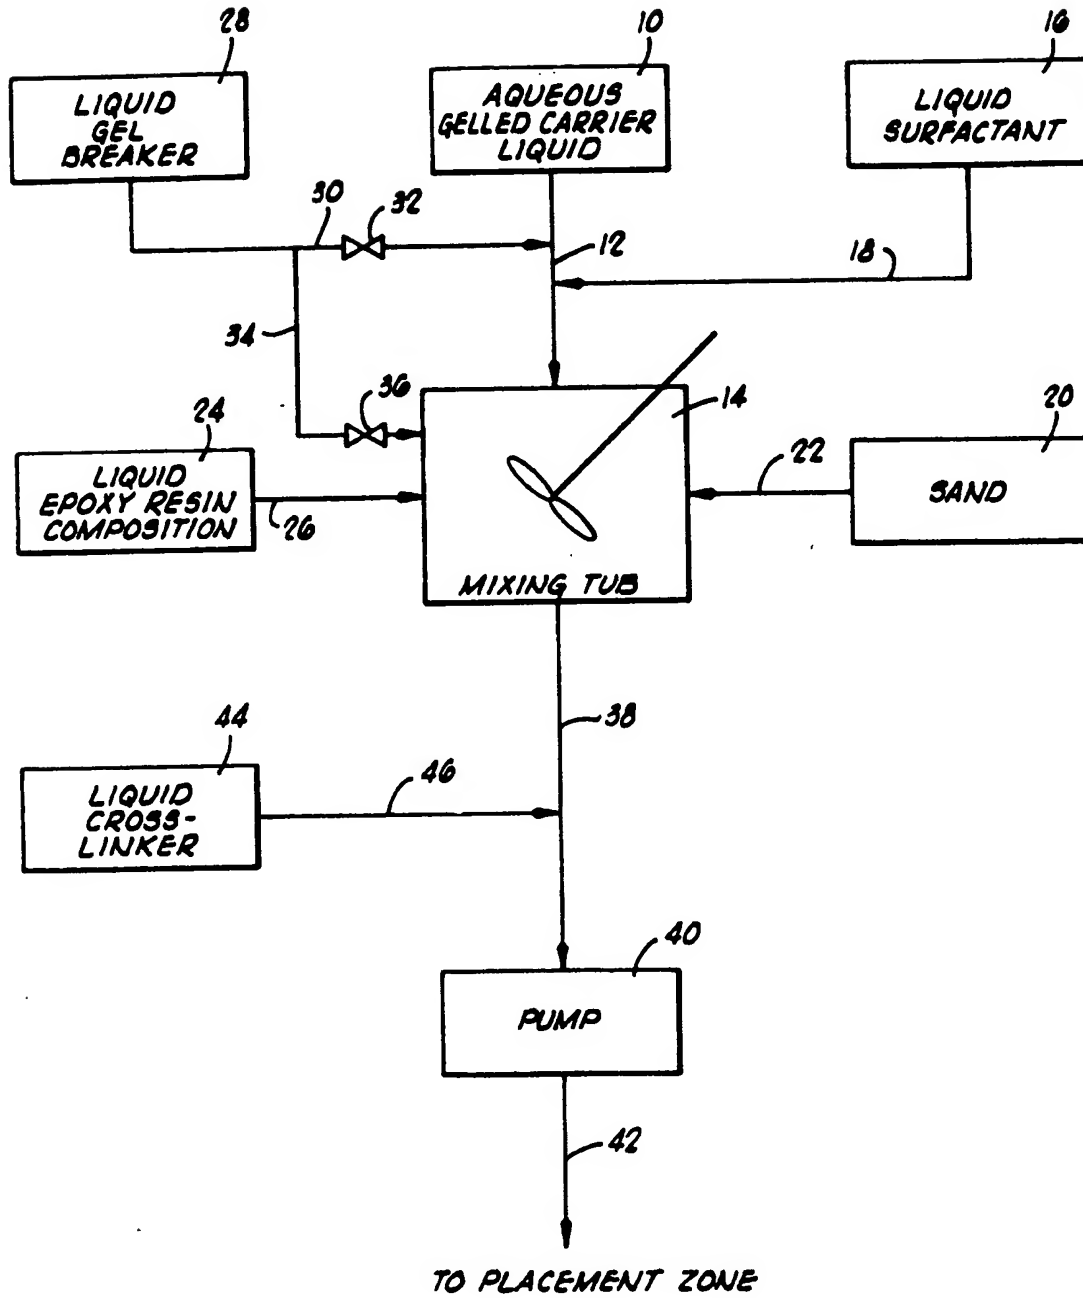 28
10
16
LIQUID
GEL
BREAKER
AQUEOUS
GELLED CARRIER
LIQUID
LIQUID
SURFACTANT
30
32
12
18
34
36
14
24
20
LIQUID
EPOXY RESIN
COMPOSITION
26
22
SAND
MIXING TUB
38
44
46
LIQUID
CROSS-
LINKER
40
PUMP
42
TO PLACEMENT ZONE